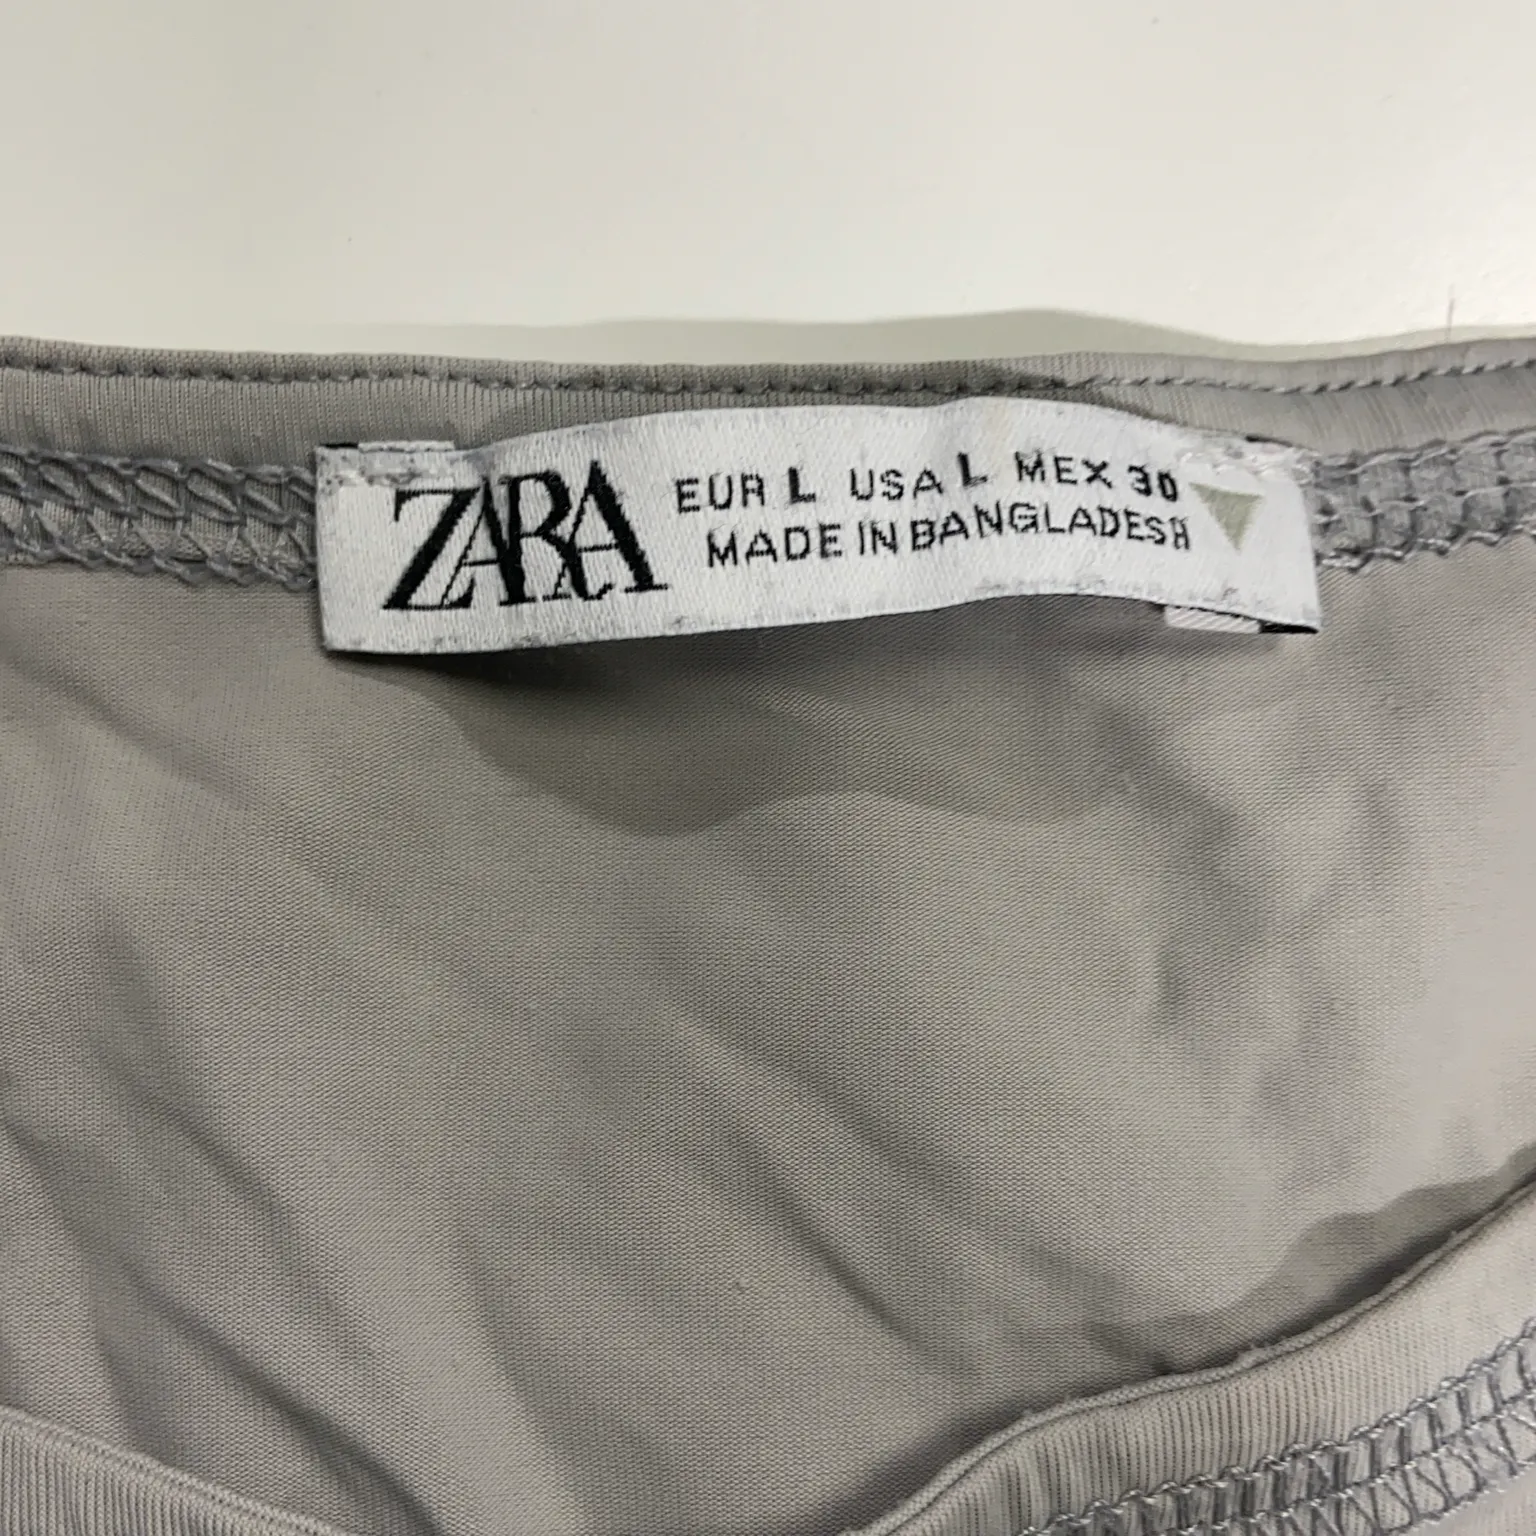 ZARA
EUR L USA L MEX 30
MADE IN BANGLADESH